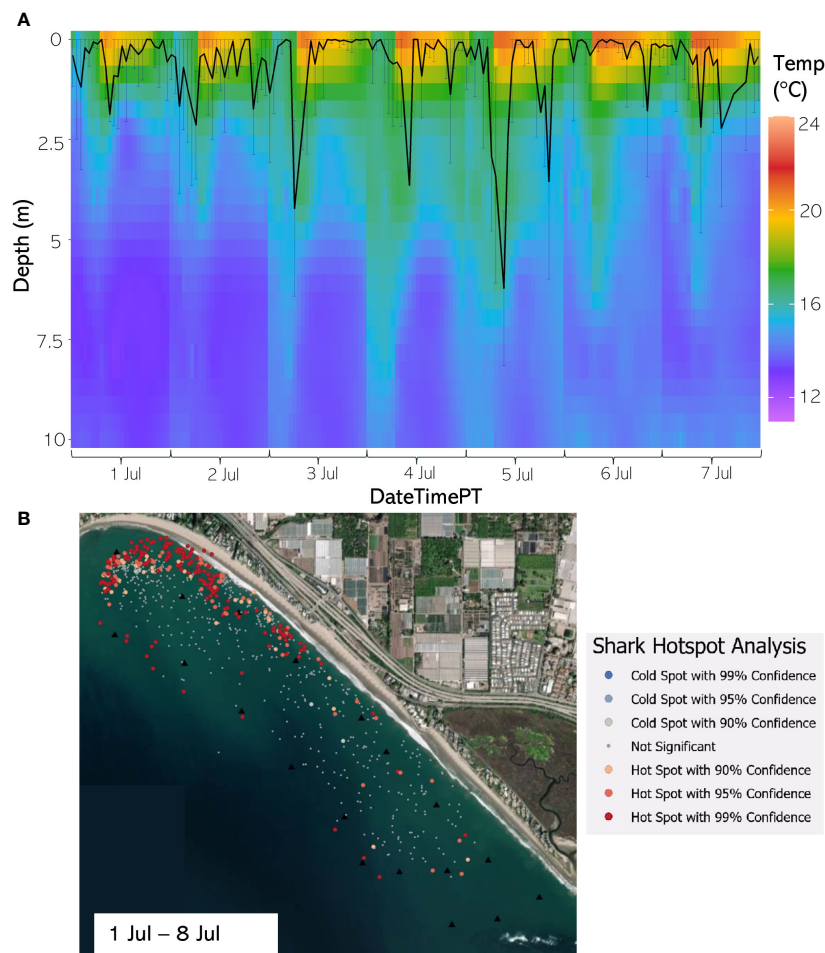 A
0
2.5
5
7.5
10
Depth (m)
1 Jul
2 Jul
3 Jul
4 Jul
5 Jul
6 Jul
7 Jul
DateTimePT
Temp
(°C)
24
20
16
12
B
1 Jul – 8 Jul
Shark Hotspot Analysis
Cold Spot with 99% Confidence
Cold Spot with 95% Confidence
Cold Spot with 90% Confidence
Not Significant
Hot Spot with 90% Confidence
Hot Spot with 95% Confidence
Hot Spot with 99% Confidence